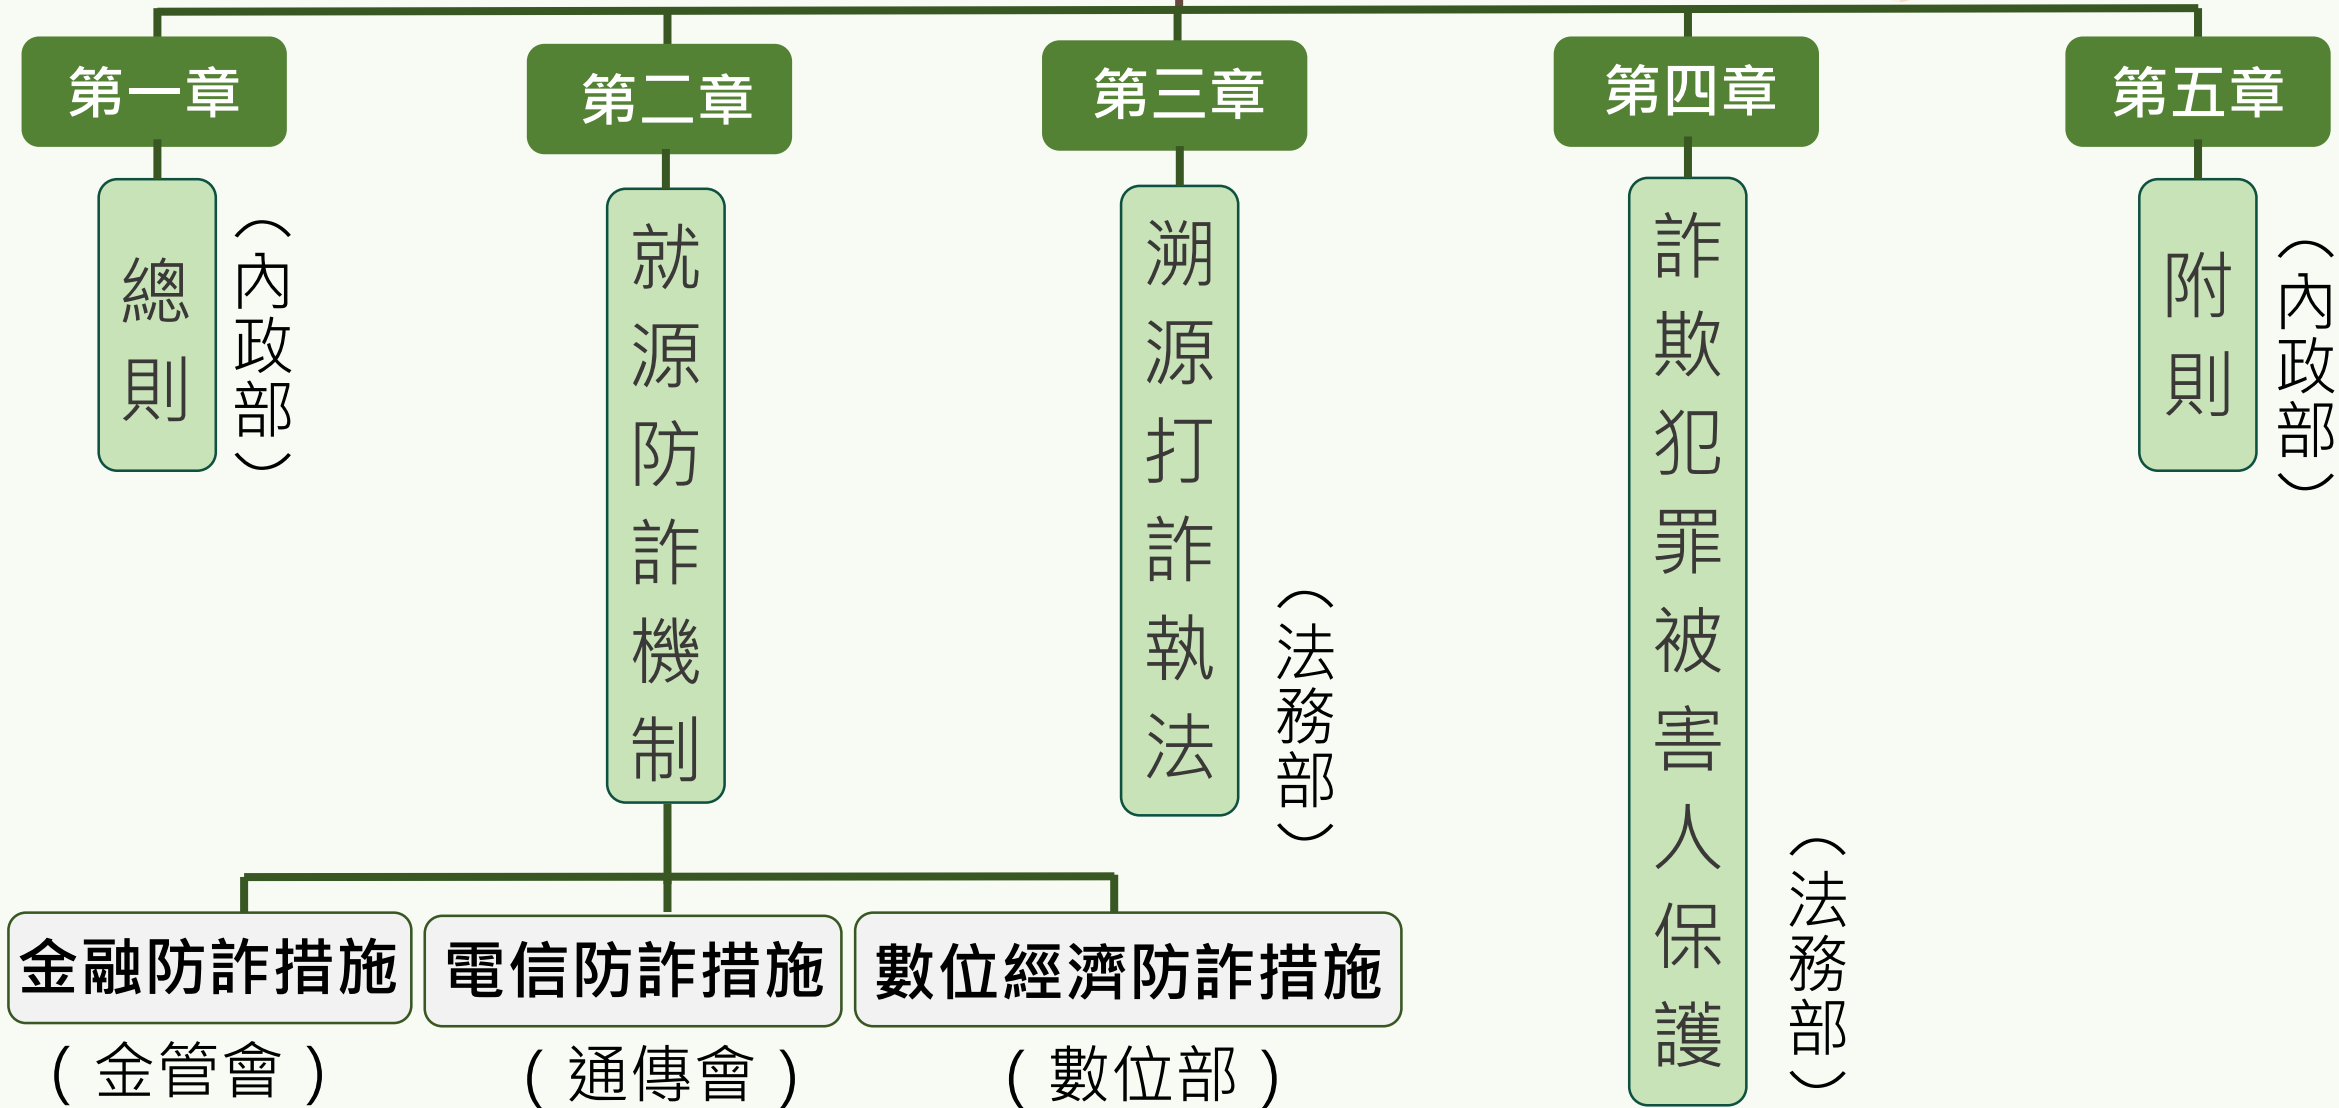 第一章
總則
（內政部）
第二章
就源防詐機制
金融防詐措施
(金管會)
電信防詐措施
(通傳會)
數位經濟防詐措施
(數位部)
第三章
溯源打詐執法
（法務部）
第四章
詐欺犯罪被害人保護
（法務部）
第五章
附則
（內政部）